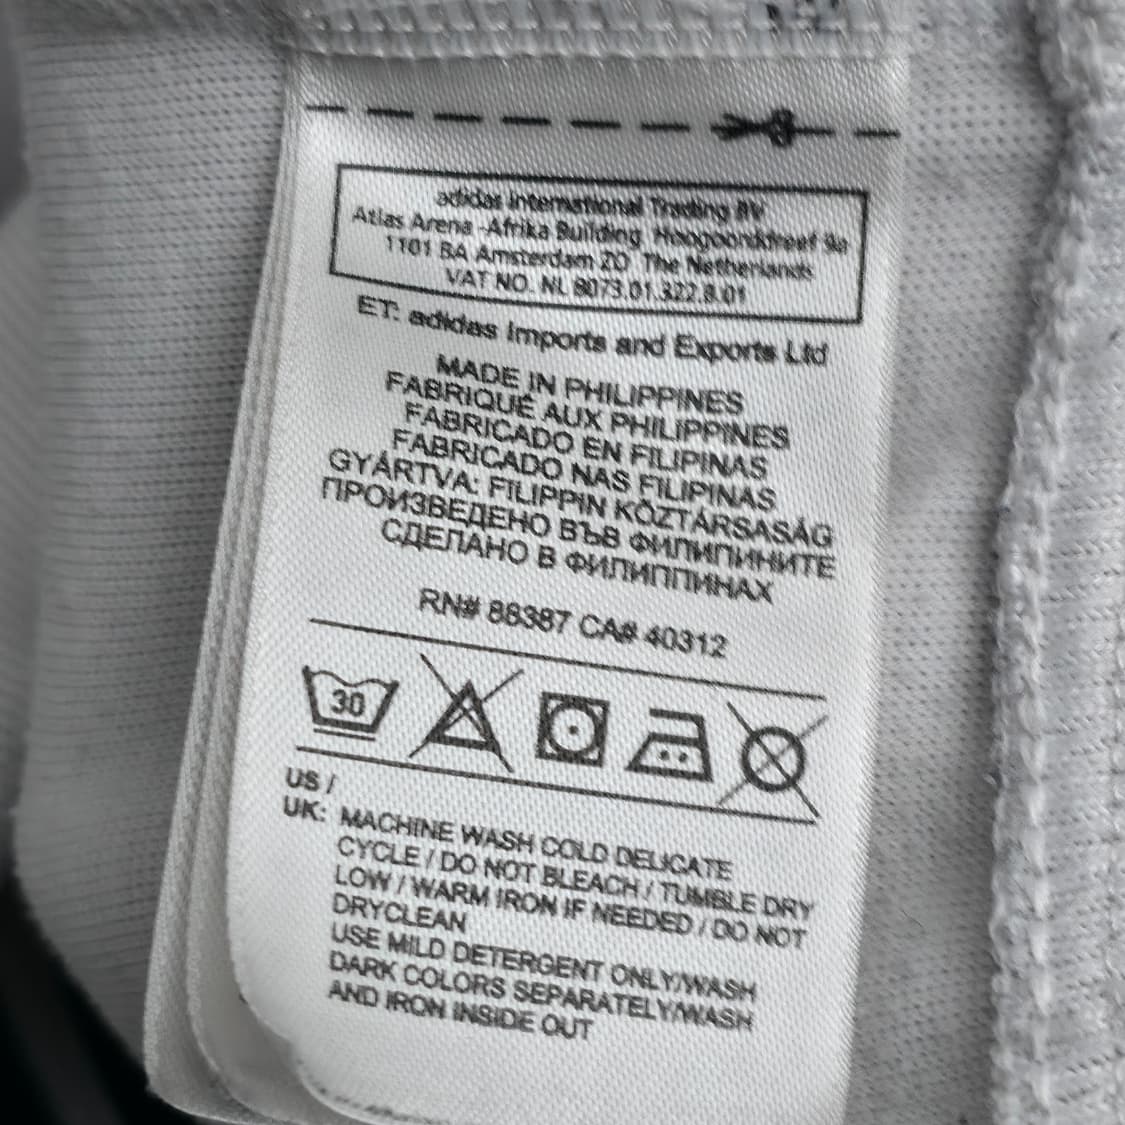 adidas International Trading BV
Atlas Arena -Afrika Building, Hoogoorddreef 9a
1101 BA Amsterdam ZO The Netherlands
VAT NO. NL 8073.01.322.B.01
ET: adidas Imports and Exports Ltd
MADE IN PHILIPPINES
FABRIQUÉ AUX PHILIPPINES
FABRICADO EN FILIPINAS
FABRICADO NAS FILIPINAS
GYÁRTVA: FILIPPIN KÖZTÁRSASÁG
ПРОИЗВЕДЕНО ВЪВ ФИЛИПИНИТЕ
СДЕЛАНО В ФИЛИППИНАХ
RN# 88387 CA# 40312
30
US /
UK: MACHINE WASH COLD DELICATE
CYCLE / DO NOT BLEACH / TUMBLE DRY
LOW / WARM IRON IF NEEDED / DO NOT
DRYCLEAN
USE MILD DETERGENT ONLY/WASH
DARK COLORS SEPARATELY/WASH
AND IRON INSIDE OUT